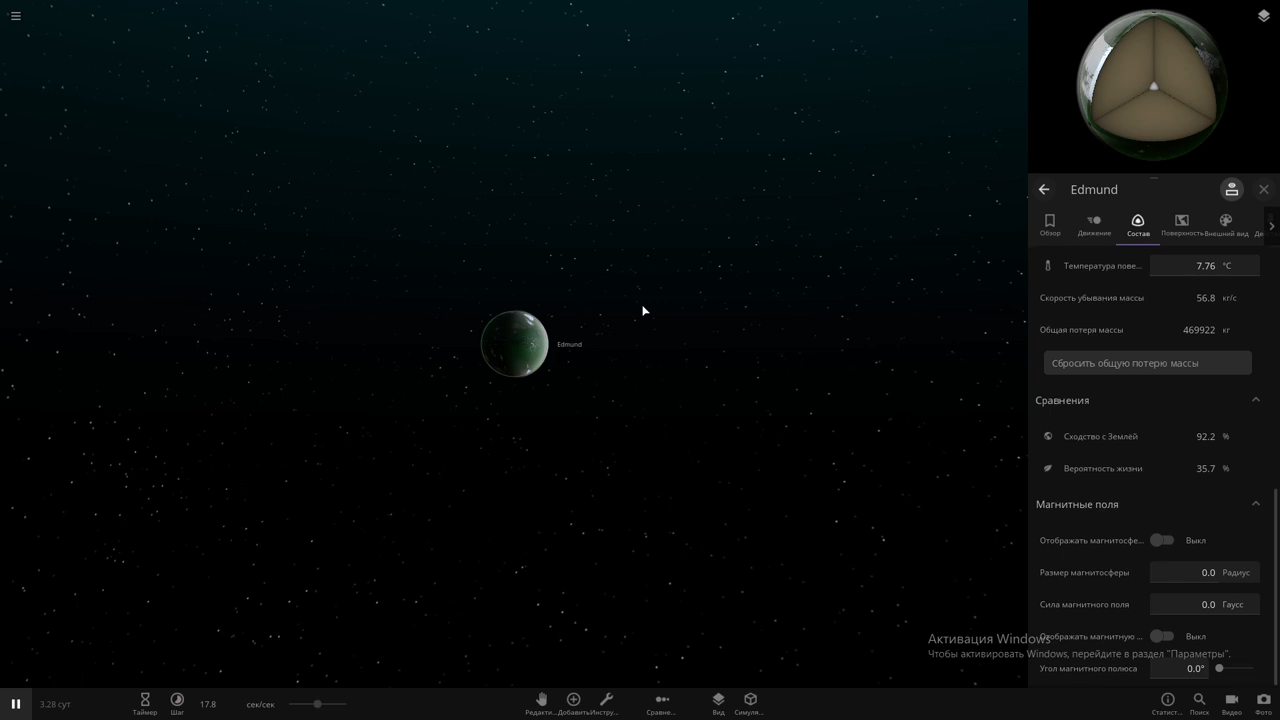 Edmund
Edmund
Обзор
Движение
Состав
Поверхность
Внешний вид
Температура пове... 7.76 °C
Скорость убывания массы 56.8 кг/с
Общая потеря массы 469922 кг
Сбросить общую потерю массы
Сравнения
Сходство с Землёй 92.2 %
Вероятность жизни 35.7 %
Магнитные поля
Отображать магнитосфе... Выкл
Размер магнитосферы 0.0 Радиус
Сила магнитного поля 0.0 Гаусс
Отображать магнитную ... Выкл
Угол магнитного полюса 0.0°
Активация Windows
Чтобы активировать Windows, перейдите в раздел "Параметры".
3.28 сут
Таймер
Шаг
17.8 сек/сек
Редакти...
Добавить
Инстру...
Сравне...
Вид
Симуля...
Статист...
Поиск
Видео
Фото